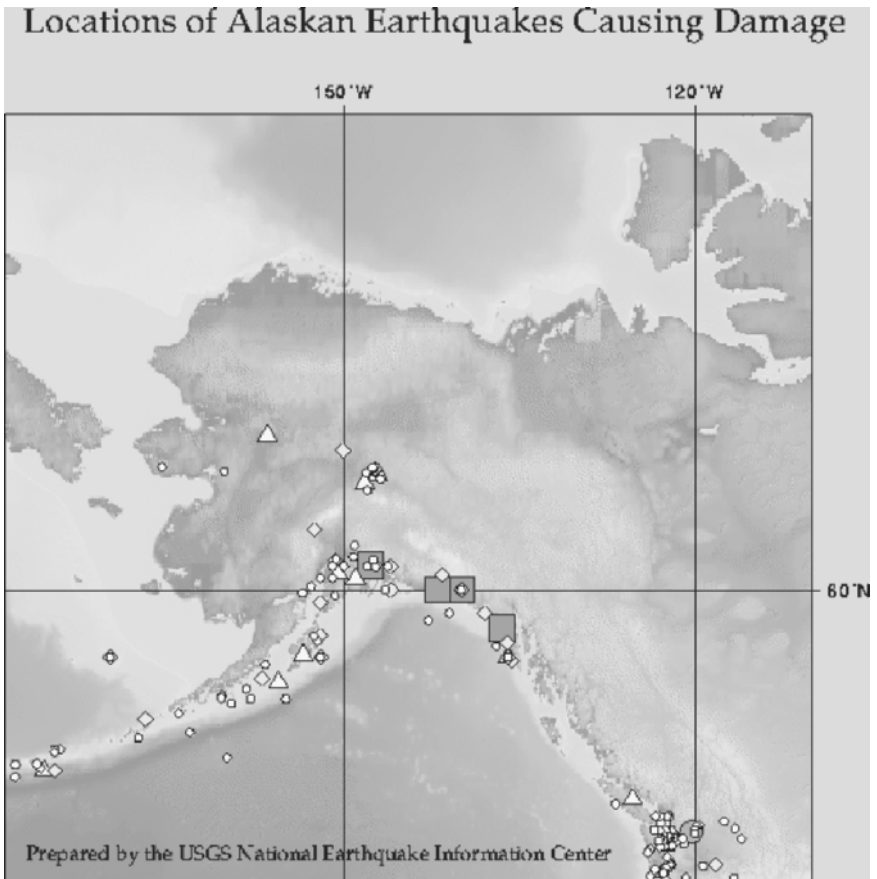 Locations of Alaskan Earthquakes Causing Damage
150°W 120°W
60°N
Prepared by the USGS National Earthquake Information Center